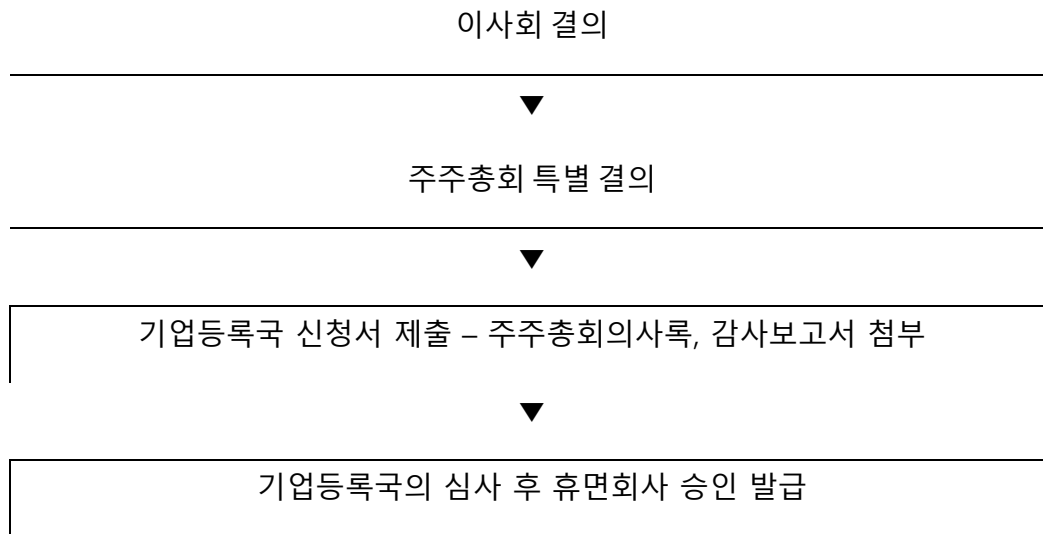 이사회 결의
▼
주주총회 특별 결의
▼
기업등록국 신청서 제출 – 주주총회의사록, 감사보고서 첨부
▼
기업등록국의 심사 후 휴면회사 승인 발급